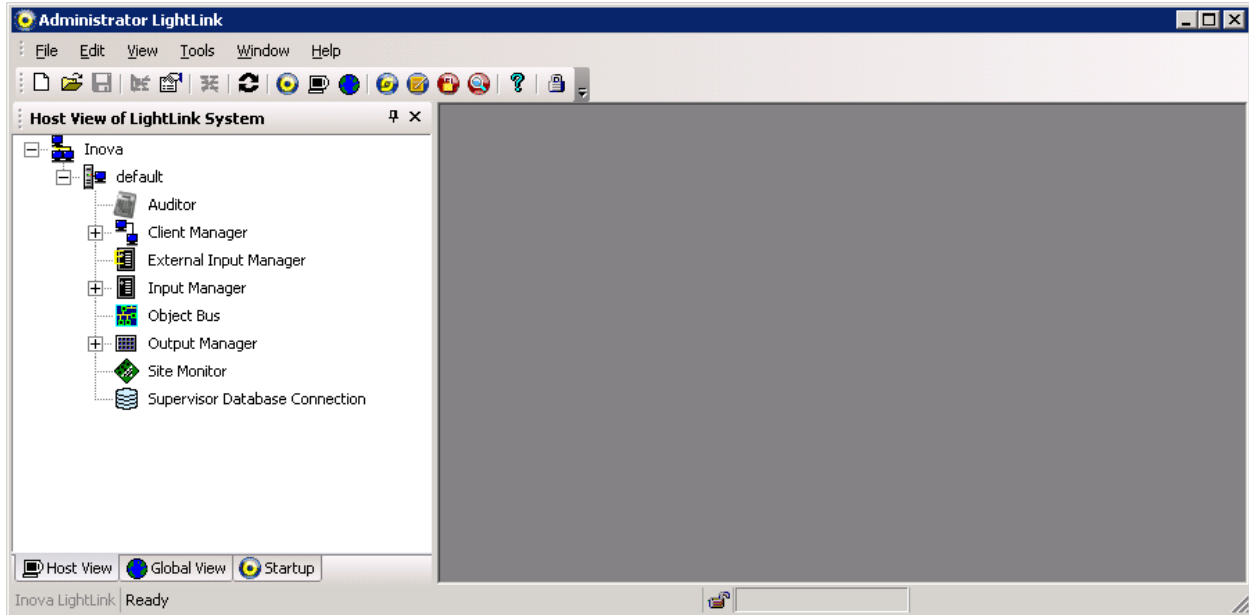 Administrator LightLink
File Edit View Tools Window Help
Host View of LightLink System
Inova
default
Auditor
Client Manager
External Input Manager
Input Manager
Object Bus
Output Manager
Site Monitor
Supervisor Database Connection
Host View Global View Startup
Inova LightLink Ready